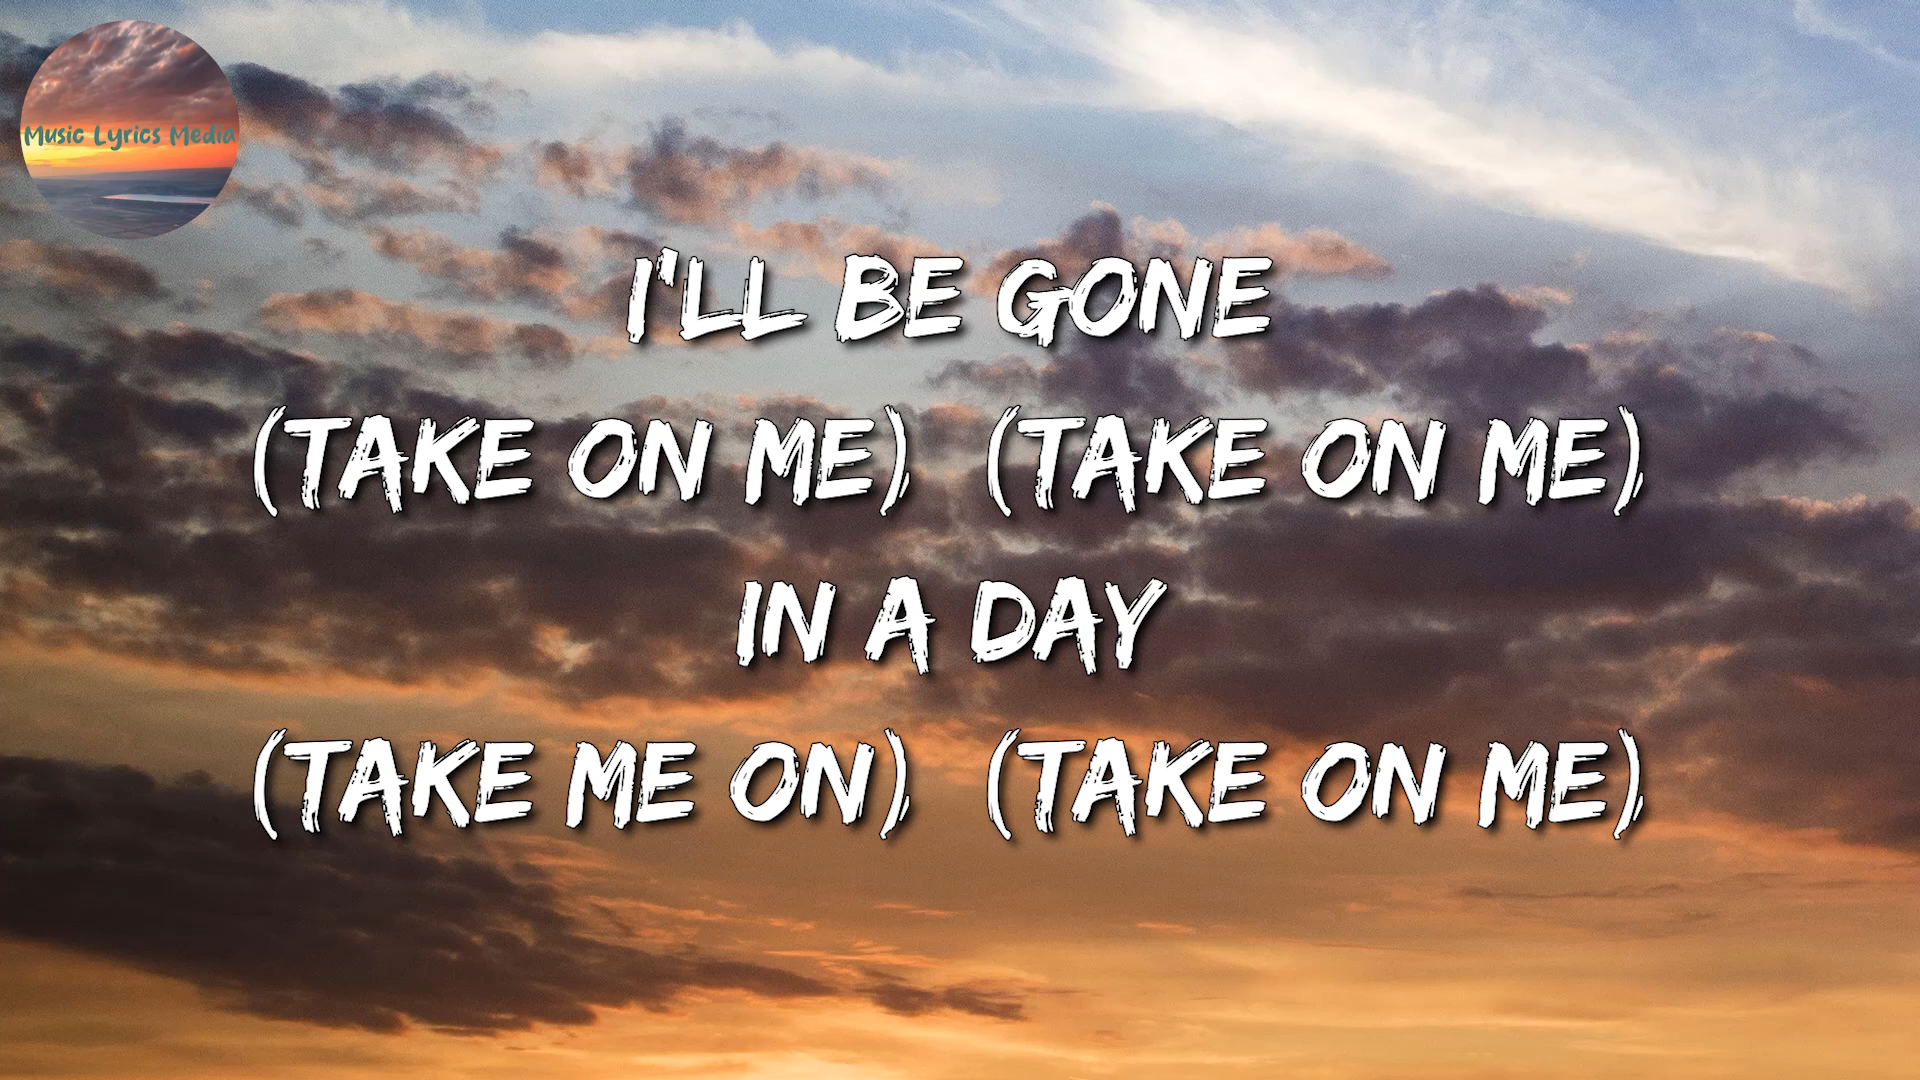 Music Lyrics Media
I'LL BE GONE
(TAKE ON ME) (TAKE ON ME)
IN A DAY
(TAKE ME ON) (TAKE ON ME)